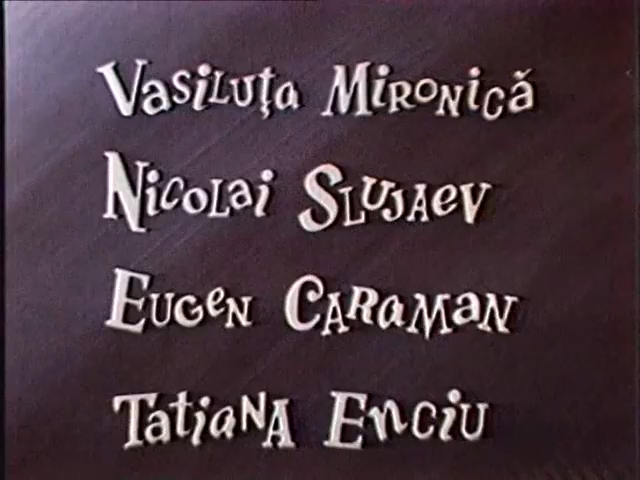 Vasiluța Mironică
Nicolai Slujaev
Eugen Caraman
Tatiana Enciu